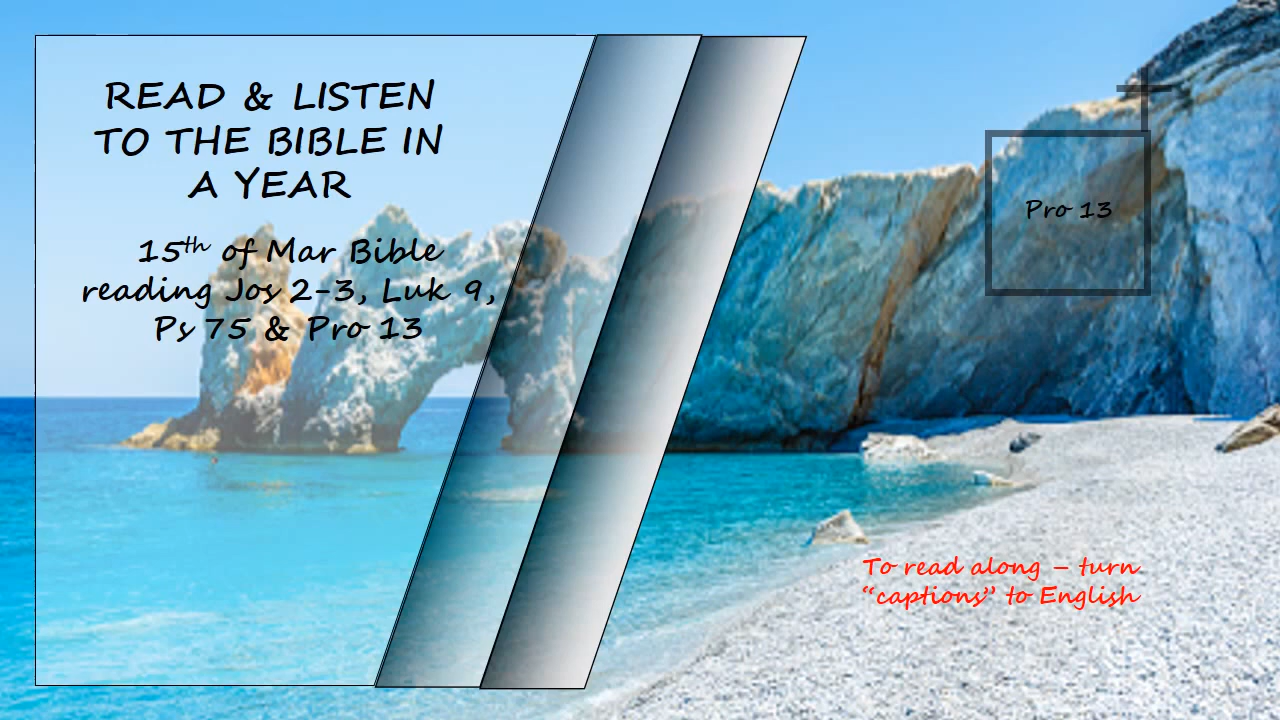 READ & LISTEN
TO THE BIBLE IN
A YEAR
15th of Mar Bible
reading Jos 2-3, Luk 9,
Ps 75 & Pro 13
Pro 13
To read along – turn
“captions” to English